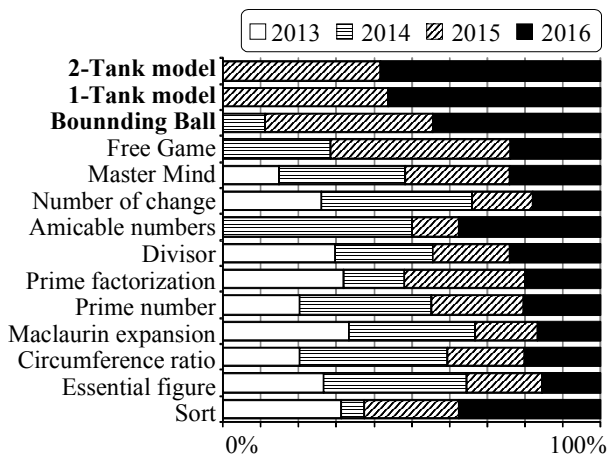 2013 2014 2015 2016
2-Tank model
1-Tank model
Bounnding Ball
Free Game
Master Mind
Number of change
Amicable numbers
Divisor
Prime factorization
Prime number
Maclaurin expansion
Circumference ratio
Essential figure
Sort
0% 100%